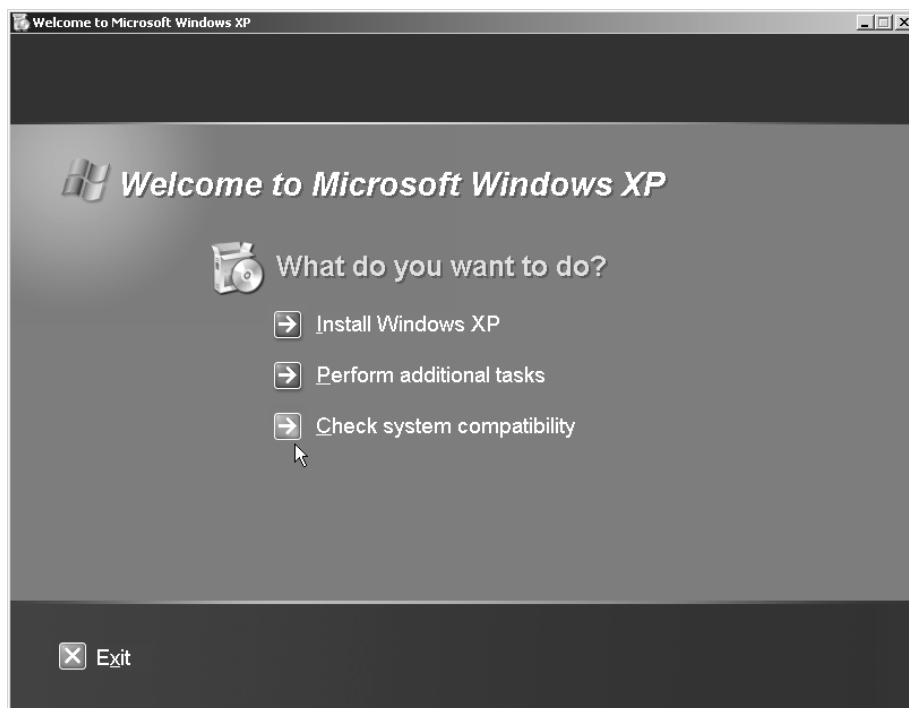 Welcome to Microsoft Windows XP
Welcome to Microsoft Windows XP
What do you want to do?
Install Windows XP
Perform additional tasks
Check system compatibility
Exit